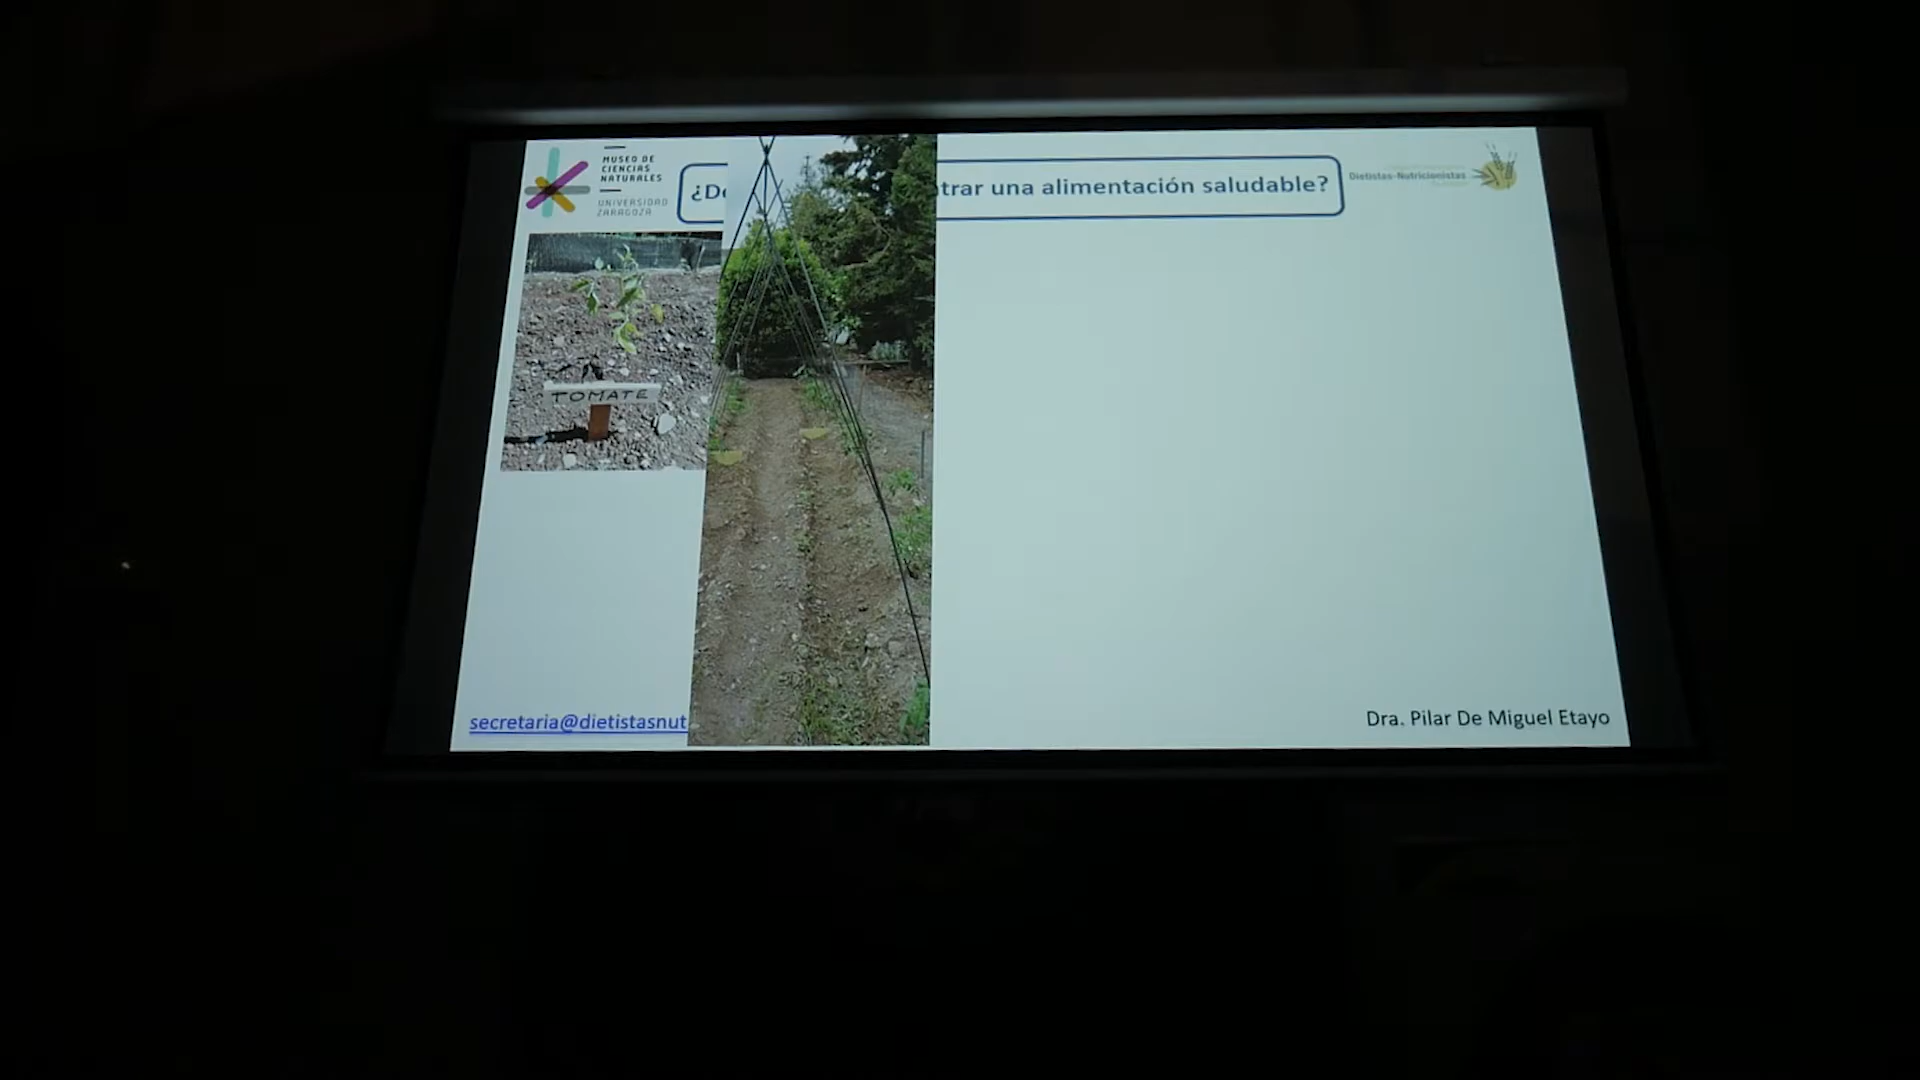 MUSEO DE
CIENCIAS
NATURALES
UNIVERSIDAD
ZARAGOZA
¿De
trar una alimentación saludable?
Dietistas-Nutricionistas
TOMATE
secretaria@dietistasnut
Dra. Pilar De Miguel Etayo